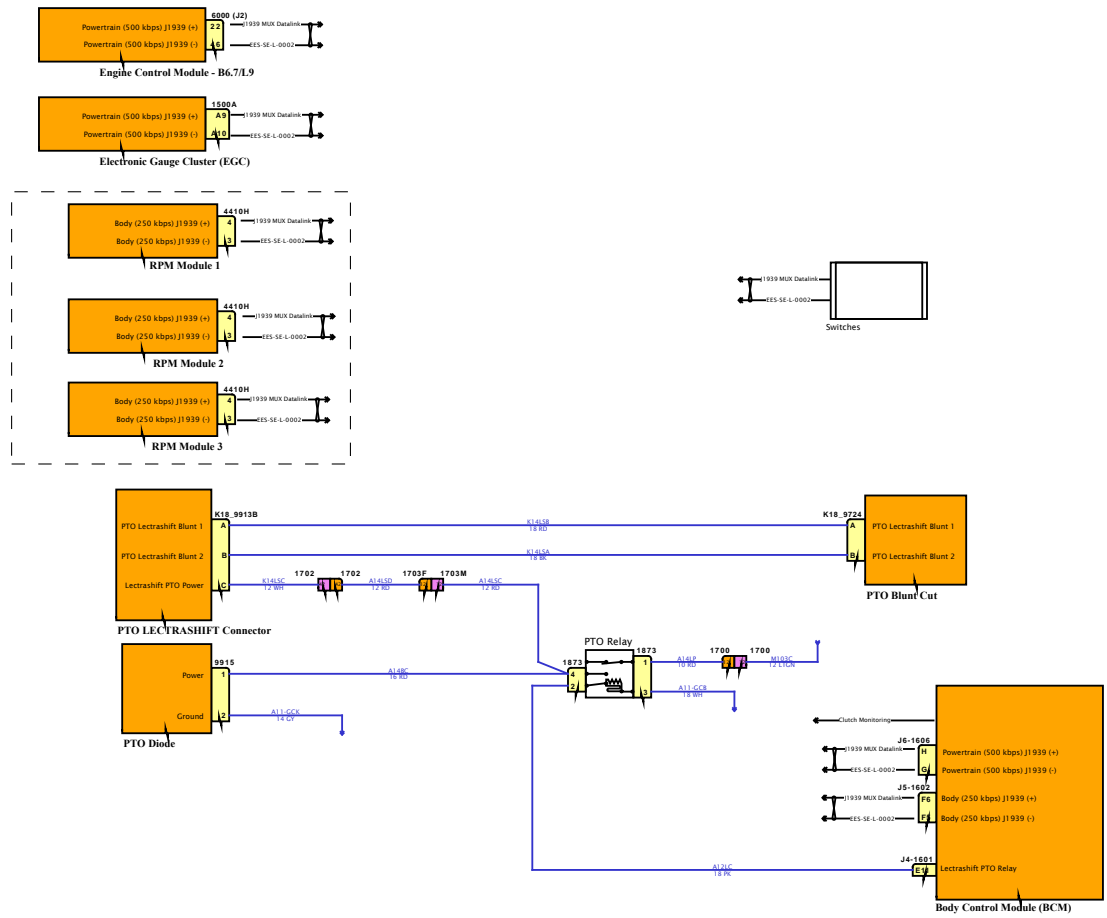 6000 (J2)
Powertrain (500 kbps) J1939 (+)
22
J1939 MUX Datalink
Powertrain (500 kbps) J1939 (-)
46
EES-SE-L-0002
Engine Control Module - B6.7/L9
1500A
Powertrain (500 kbps) J1939 (+)
A9
J1939 MUX Datalink
Powertrain (500 kbps) J1939 (-)
A10
EES-SE-L-0002
Electronic Gauge Cluster (EGC)
4410H
Body (250 kbps) J1939 (+)
4
J1939 MUX Datalink
Body (250 kbps) J1939 (-)
3
EES-SE-L-0002
RPM Module 1
4410H
Body (250 kbps) J1939 (+)
4
J1939 MUX Datalink
Body (250 kbps) J1939 (-)
3
EES-SE-L-0002
RPM Module 2
4410H
Body (250 kbps) J1939 (+)
4
J1939 MUX Datalink
Body (250 kbps) J1939 (-)
3
EES-SE-L-0002
RPM Module 3
J1939 MUX Datalink
EES-SE-L-0002
Switches
K18_9913B
PTO Lectrashift Blunt 1
A
K14LSB
18 RD
PTO Lectrashift Blunt 2
B
K14LSA
18 BK
Lectrashift PTO Power
C
K14LSC
12 WH
1702
1702
A14LSD
12 RD
1703F
1703M
A14LSC
12 RD
PTO LECTRASHIFT Connector
K18_9724
A
PTO Lectrashift Blunt 1
B
PTO Lectrashift Blunt 2
PTO Blunt Cut
9915
Power
1
A14BC
16 RD
Ground
2
A11-GCK
14 GY
PTO Diode
PTO Relay
1873
4
2
1873
1
3
A14LP
10 RD
1700
1700
M103C
12 LTGN
A11-GCB
18 WH
Clutch Monitoring
J6-1606
J1939 MUX Datalink
H
Powertrain (500 kbps) J1939 (+)
EES-SE-L-0002
G
Powertrain (500 kbps) J1939 (-)
J5-1602
J1939 MUX Datalink
F6
Body (250 kbps) J1939 (+)
EES-SE-L-0002
Body (250 kbps) J1939 (-)
J4-1601
A12LC
18 PK
Lectrashift PTO Relay
Body Control Module (BCM)